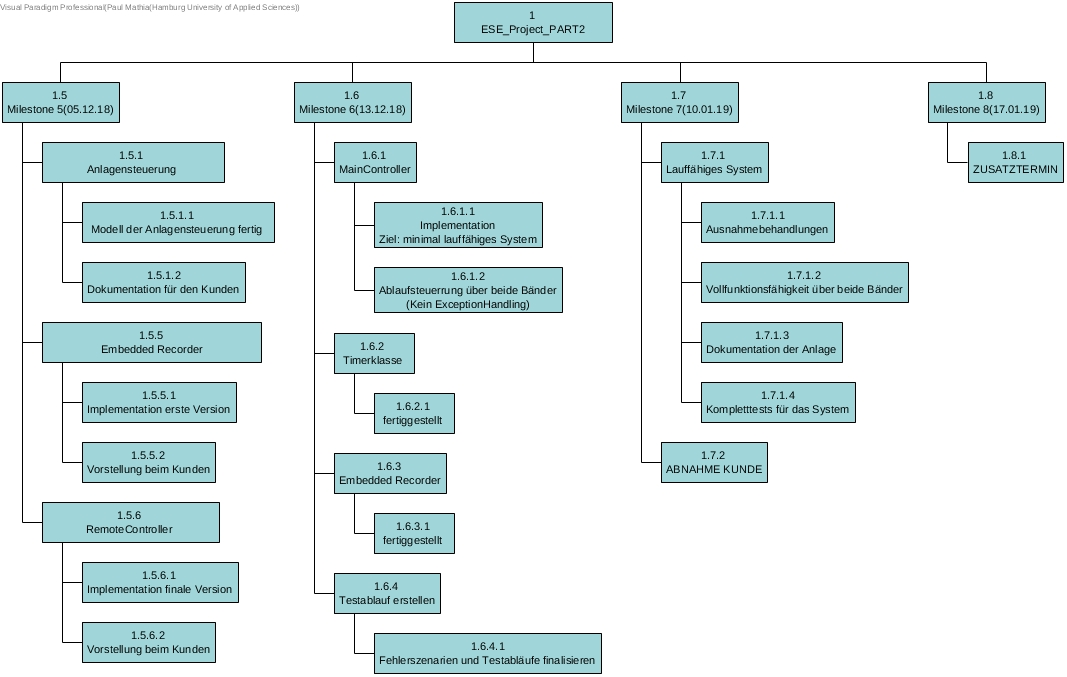 Visual Paradigm Professional(Paul Mathia(Hamburg University of Applied Sciences))
1
ESE_Project_PART2
1.5
Milestone 5(05.12.18)
1.5.1
Anlagensteuerung
1.5.1.1
Modell der Anlagensteuerung fertig
1.5.1.2
Dokumentation für den Kunden
1.5.5
Embedded Recorder
1.5.5.1
Implementation erste Version
1.5.5.2
Vorstellung beim Kunden
1.5.6
RemoteController
1.5.6.1
Implementation finale Version
1.5.6.2
Vorstellung beim Kunden
1.6
Milestone 6(13.12.18)
1.6.1
MainController
1.6.1.1
Implementation
Ziel: minimal lauffähiges System
1.6.1.2
Ablaufsteuerrung über beide Bänder
(Kein ExceptionHandling)
1.6.2
Timerklasse
1.6.2.1
fertiggestellt
1.6.3
Embedded Recorder
1.6.3.1
fertiggestellt
1.6.4
Testablauf erstellen
1.6.4.1
Fehlerszenarien und Testabläufe finalisieren
1.7
Milestone 7(10.01.19)
1.7.1
Lauffähiges System
1.7.1.1
Ausnahmebehandlungen
1.7.1.2
Vollfunktionsfähigkeit über beide Bänder
1.7.1.3
Dokumentation der Anlage
1.7.1.4
Kompletttests für das System
1.7.2
ABNAHME KUNDE
1.8
Milestone 8(17.01.19)
1.8.1
ZUSATZTERMIN